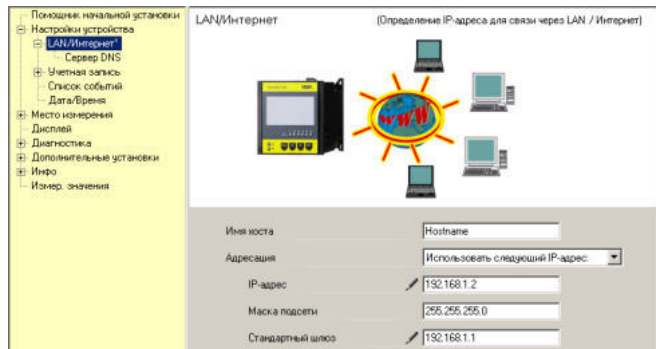 Помощник начальной установки
Настройки устройства
LAN/Интернет*
Сервер DNS
Учетная запись
Список событий
Дата/Время
Место измерения
Дисплей
Диагностика
Дополнительные установки
Инфо
Измер. значения
LAN/Интернет (Определение IP-адреса для связи через LAN / Интернет)
WWW
Имя хоста Hostname
Адресация Использовать следующий IP-адрес:
IP-адрес 192.168.1.2
Маска подсети 255.255.255.0
Стандартный шлюз 192.168.1.1